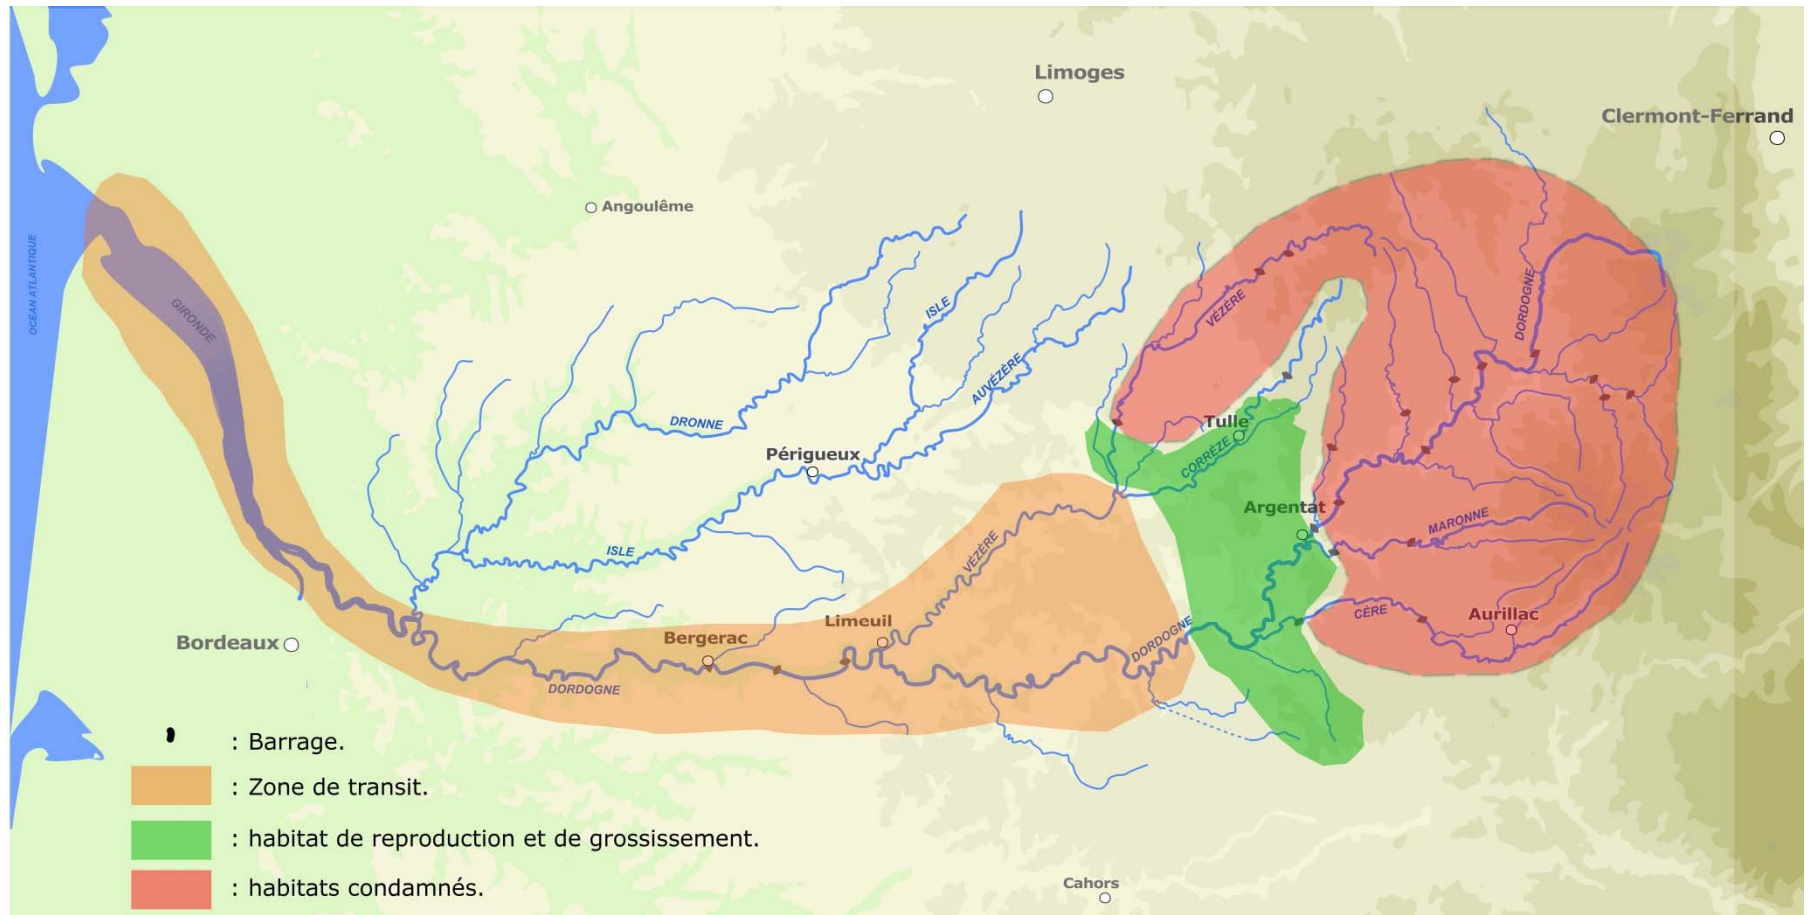 Limoges
Clermont-Ferrand
Angoulême
OCÉAN ATLANTIQUE
GIRONDE
ISLE
VÉZÈRE
DORDOGNE
AUVÉZÈRE
DRONNE
Périgueux
Tulle
CORRÈZE
Argentat
MARONNE
ISLE
VÉZÈRE
CÈRE
Aurillac
Bordeaux
Bergerac
Limeuil
DORDOGNE
DORDOGNE
: Barrage.
: Zone de transit.
: habitat de reproduction et de grossissement.
: habitats condamnés.
Cahors